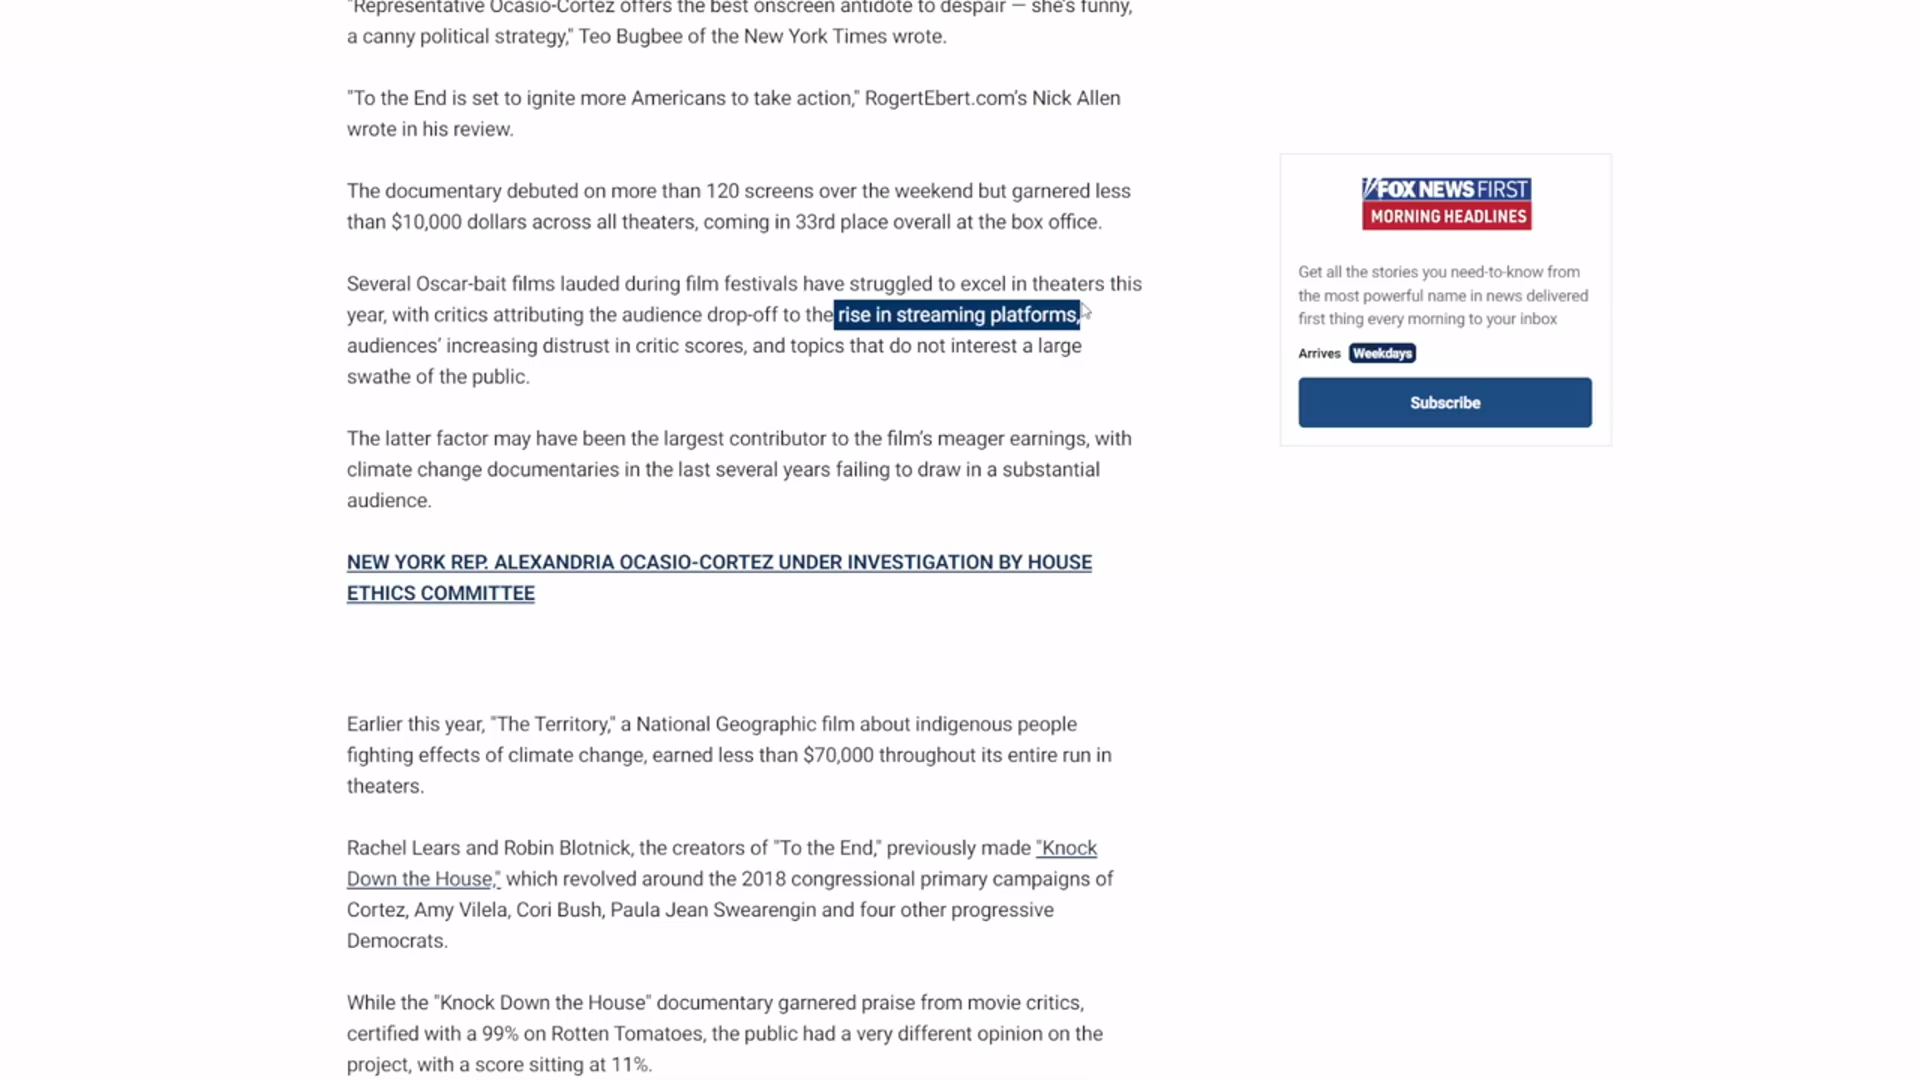 "Representative Ocasio-Cortez offers the best onscreen antidote to despair — she's funny,
a canny political strategy," Teo Bugbee of the New York Times wrote.
"To the End is set to ignite more Americans to take action," RogertEbert.com's Nick Allen
wrote in his review.
The documentary debuted on more than 120 screens over the weekend but garnered less
than $10,000 dollars across all theaters, coming in 33rd place overall at the box office.
Several Oscar-bait films lauded during film festivals have struggled to excel in theaters this
year, with critics attributing the audience drop-off to the rise in streaming platforms,
audiences' increasing distrust in critic scores, and topics that do not interest a large
swathe of the public.
The latter factor may have been the largest contributor to the film's meager earnings, with
climate change documentaries in the last several years failing to draw in a substantial
audience.
NEW YORK REP. ALEXANDRIA OCASIO-CORTEZ UNDER INVESTIGATION BY HOUSE
ETHICS COMMITTEE
Earlier this year, "The Territory," a National Geographic film about indigenous people
fighting effects of climate change, earned less than $70,000 throughout its entire run in
theaters.
Rachel Lears and Robin Blotnick, the creators of "To the End," previously made "Knock
Down the House," which revolved around the 2018 congressional primary campaigns of
Cortez, Amy Vilela, Cori Bush, Paula Jean Swearengin and four other progressive
Democrats.
While the "Knock Down the House" documentary garnered praise from movie critics,
certified with a 99% on Rotten Tomatoes, the public had a very different opinion on the
project, with a score sitting at 11%.
FOX NEWS FIRST
MORNING HEADLINES
Get all the stories you need-to-know from
the most powerful name in news delivered
first thing every morning to your inbox
Arrives Weekdays
Subscribe